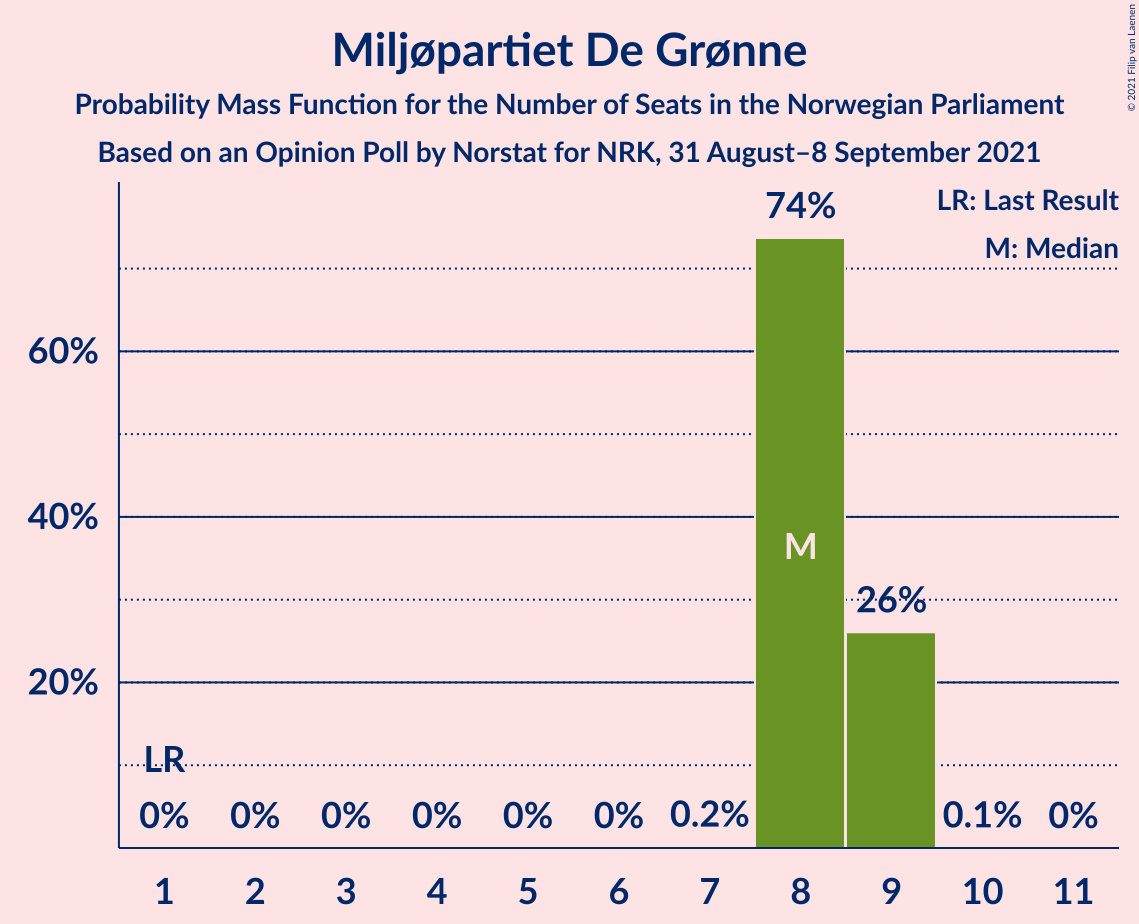 Miljøpartiet De Grønne
Probability Mass Function for the Number of Seats in the Norwegian Parliament
Based on an Opinion Poll by Norstat for NRK, 31 August–8 September 2021
© 2021 Filip van Laenen
LR: Last Result
M: Median
74%
60%
40%
M
26%
20%
LR
0% 0% 0% 0% 0% 0% 0.2% 0.1% 0%
1 2 3 4 5 6 7 8 9 10 11